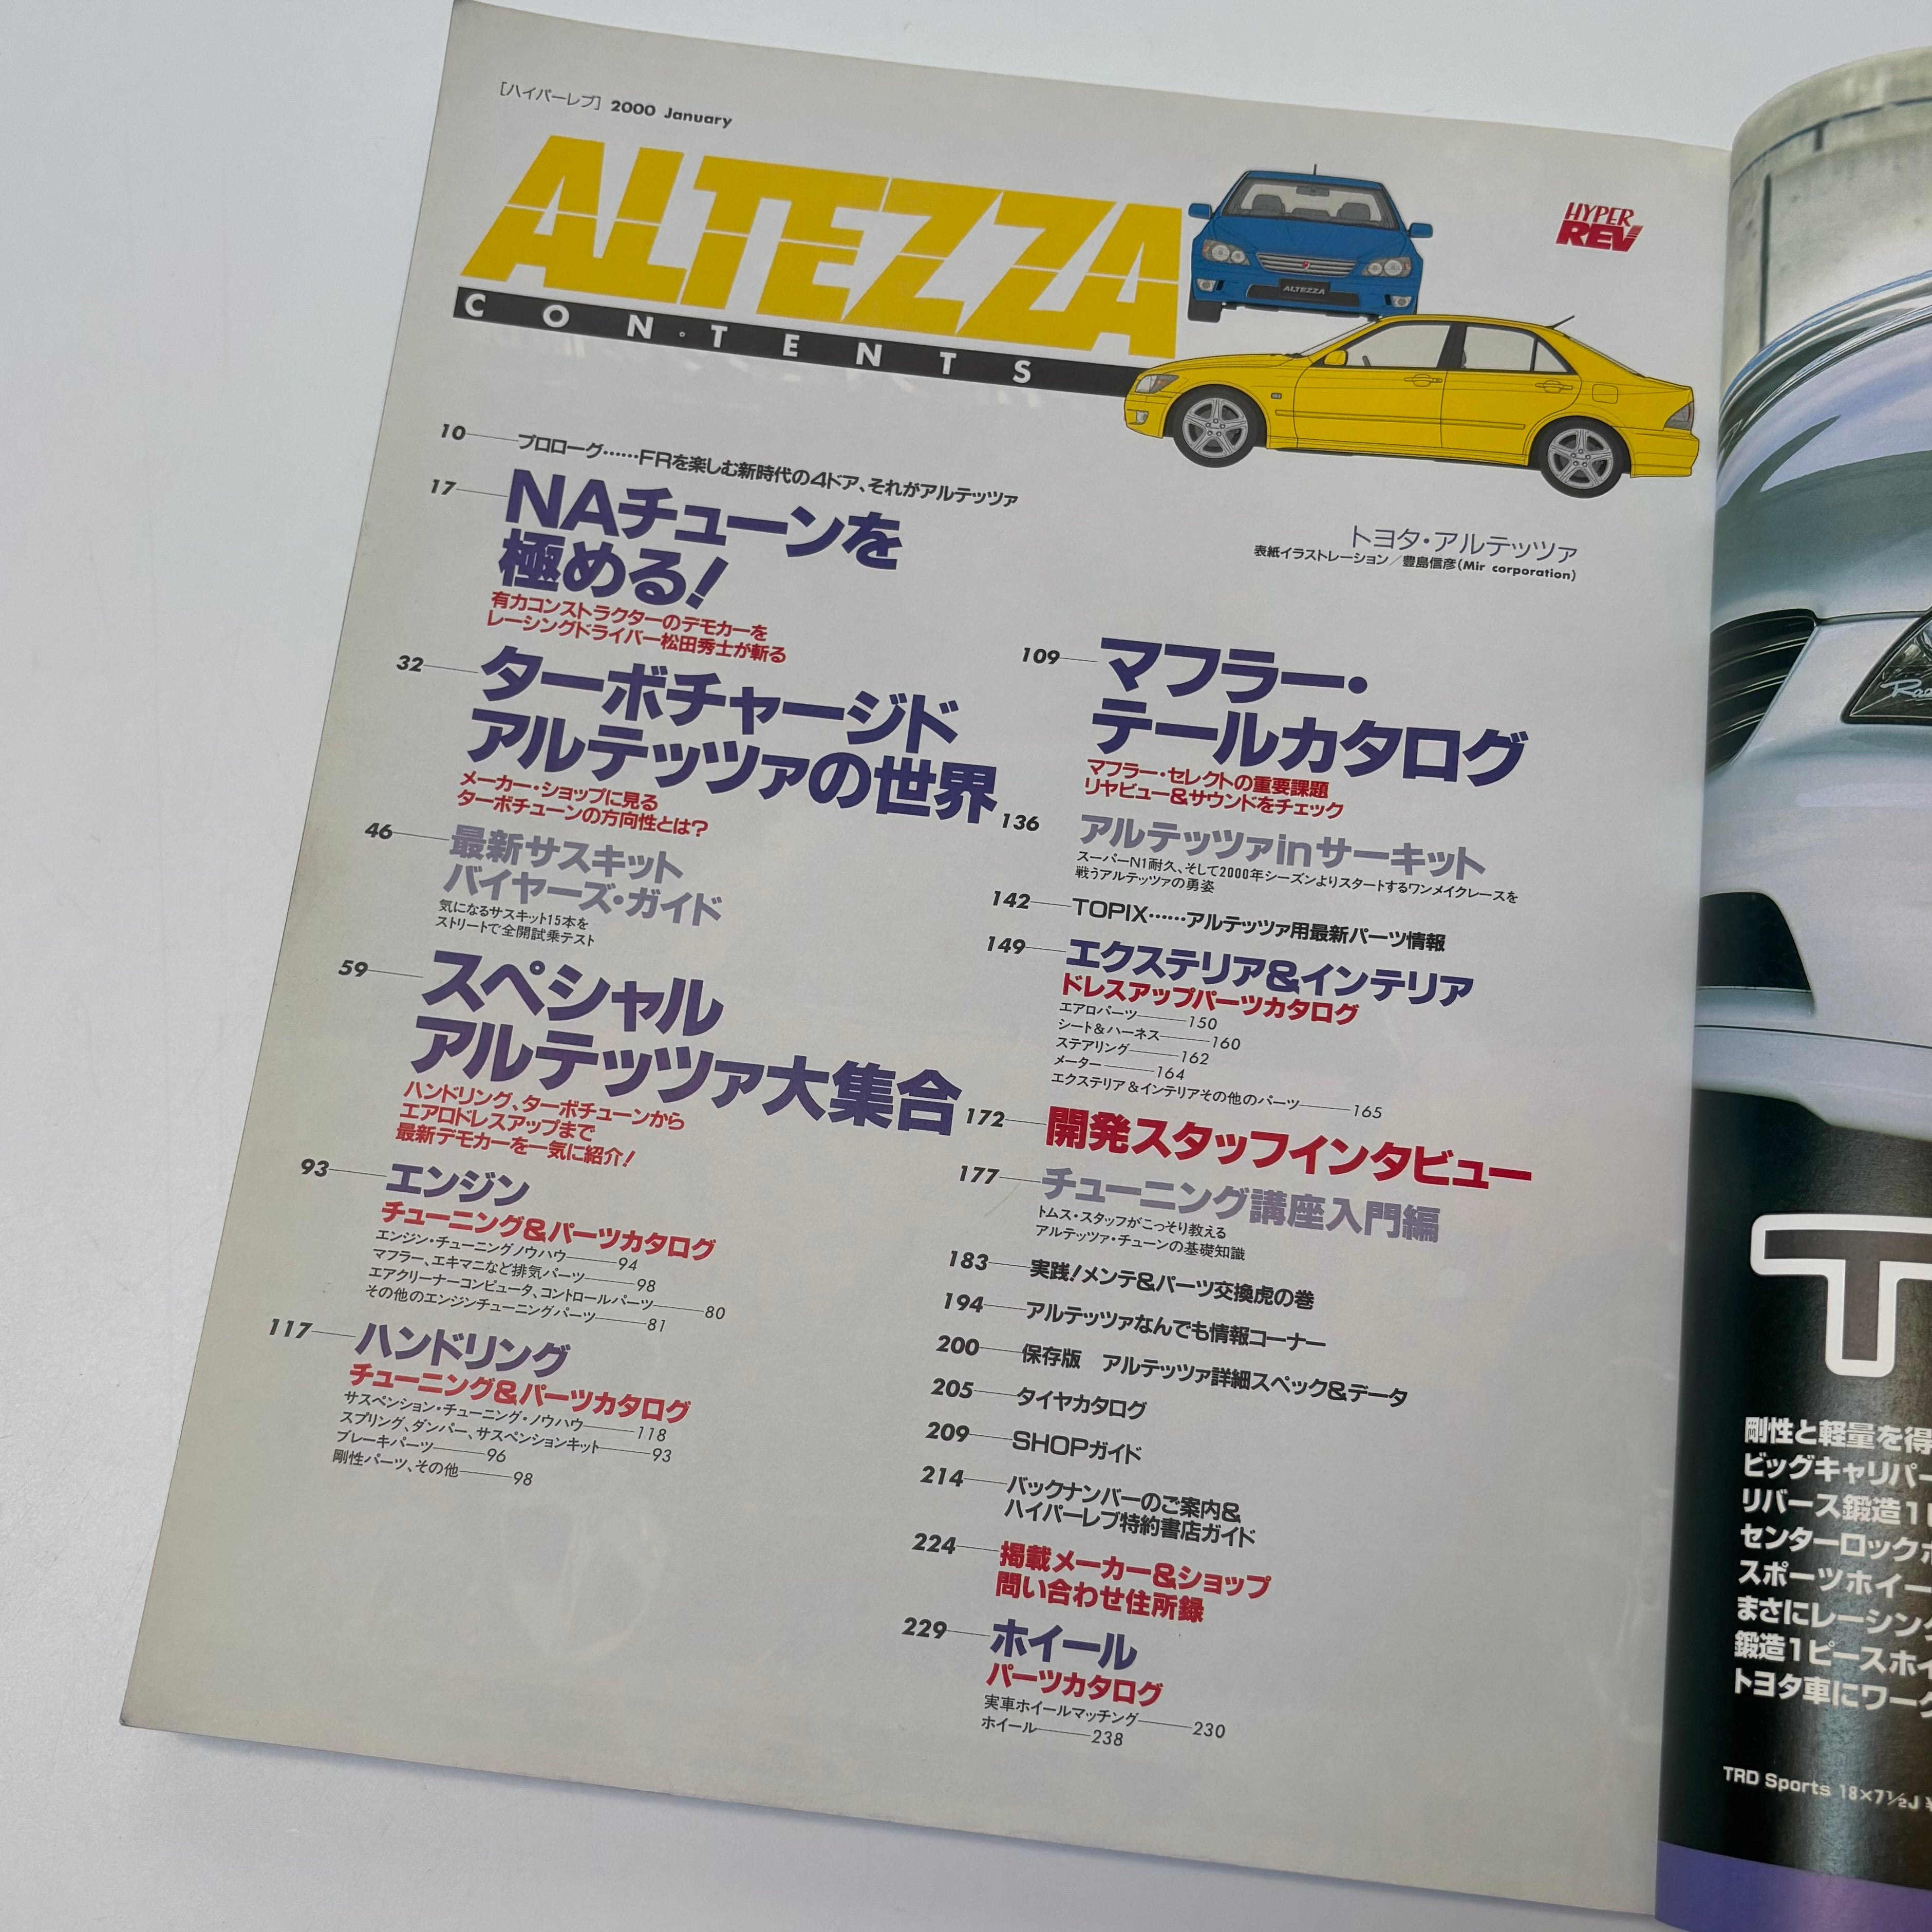 [ハイパーレブ] 2000 January
ALTEZZA
CONTENTS
ALTEZZA
HYPER
REV
トヨタ・アルテッツァ
表紙イラストレーション／豊島信彦(Mir corporation)
10 プロローグ……FRを楽しむ新時代の4ドア、それがアルテッツァ
17 NAチューンを
極める!
有力コンストラクターのデモカーを
レーシングドライバー松田秀士が斬る
32 ターボチャージド
アルテッツァの世界
メーカー・ショップに見る
ターボチューンの方向性とは?
46 最新サスキット
バイヤーズ・ガイド
気になるサスキット15本を
ストリートで全開試乗テスト
59 スペシャル
アルテッツァ大集合
ハンドリング、ターボチューンから
エアロドレスアップまで
最新デモカーを一気に紹介!
93 エンジン
チューニング&パーツカタログ
エンジン・チューニングノウハウ——94
マフラー、エキマニなど排気パーツ——98
エアクリーナーコンピュータ、コントロールパーツ——80
その他のエンジンチューニングパーツ——81
117 ハンドリング
チューニング&パーツカタログ
サスペンション・チューニング・ノウハウ——118
スプリング、ダンパー、サスペンションキット——93
ブレーキパーツ——96
剛性パーツ、その他——98
109 マフラー・
テールカタログ
マフラー・セレクトの重要課題
リヤビュー&サウンドをチェック
136 アルテッツァinサーキット
スーパーN1耐久、そして2000年シーズンよりスタートするワンメイクレースを
戦うアルテッツァの勇姿
142 TOPIX……アルテッツァ用最新パーツ情報
149 エクステリア&インテリア
ドレスアップパーツカタログ
エアロパーツ——150
シート&ハーネス——160
ステアリング——162
メーター——164
エクステリア&インテリアその他のパーツ——165
172 開発スタッフインタビュー
177 チューニング講座入門編
トムス・スタッフがこっそり教える
アルテッツァ・チューンの基礎知識
183 実践!メンテ&パーツ交換虎の巻
194 アルテッツァなんでも情報コーナー
200 保存版　アルテッツァ詳細スペック&データ
205 タイヤカタログ
209 SHOPガイド
214 バックナンバーのご案内&
ハイパーレブ特約書店ガイド
224 掲載メーカー&ショップ
問い合わせ住所録
229 ホイール
パーツカタログ
実車ホイールマッチング——230
ホイール——238
T
剛性と軽量を得
ビッグキャリパー
リバース鍛造1
センターロック
スポーツホイー
まさにレーシング
鍛造1ピースホイ
トヨタ車にワーク
TRD Sports 18×7½J ¥